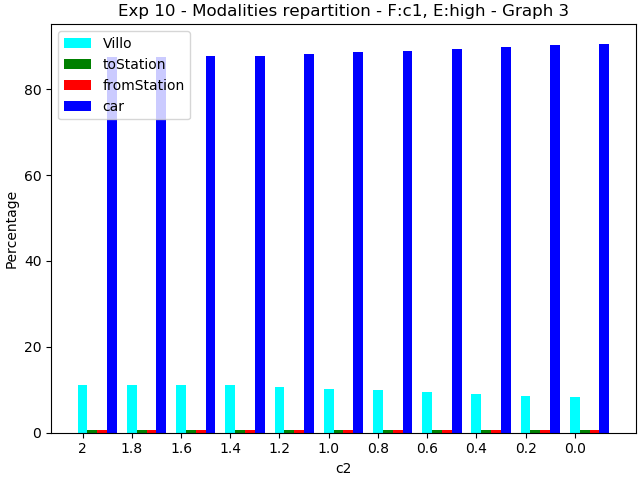 Exp 10 - Modalities repartition - F:c1, E:high - Graph 3
Villo
toStation
fromStation
car
Percentage
80
60
40
20
0
2 1.8 1.6 1.4 1.2 1.0 0.8 0.6 0.4 0.2 0.0
c2